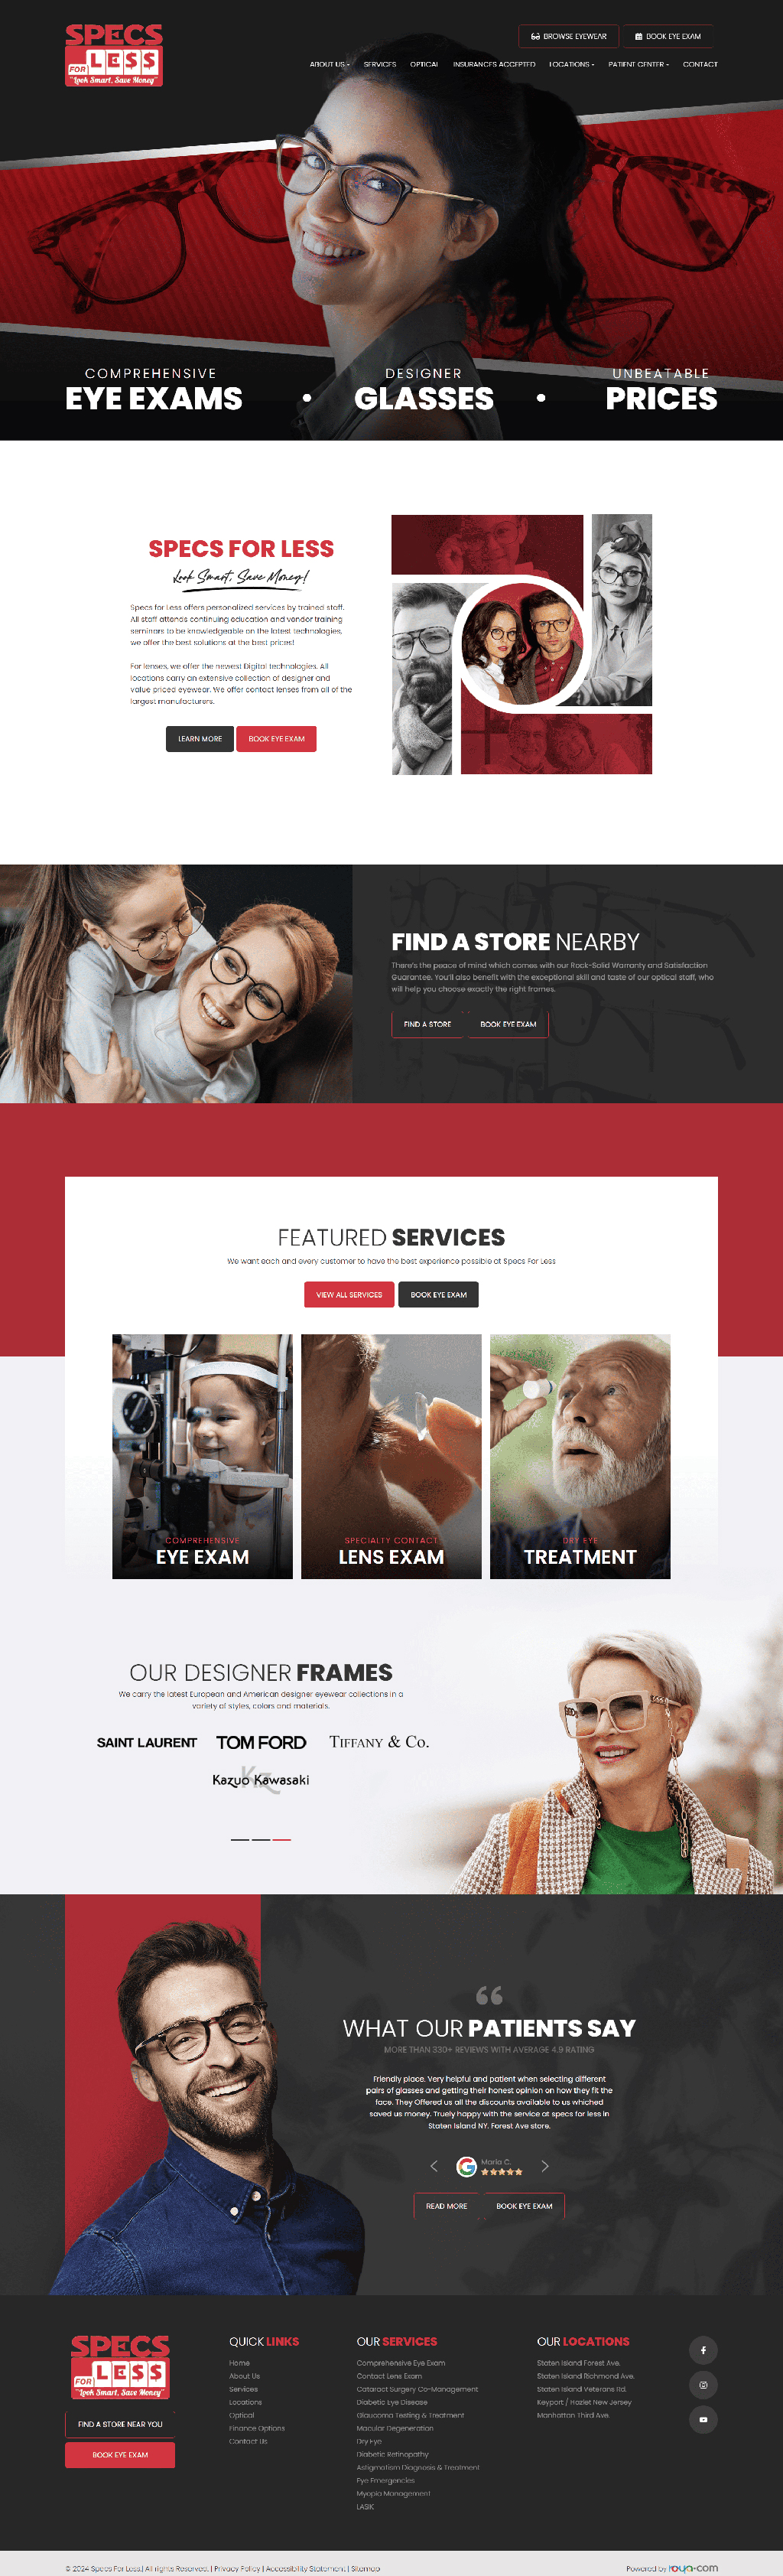 SPECS
FOR LESS
"Look Smart, Save Money"
BROWSE EYEWEAR
BOOK EYE EXAM
ABOUT US
SERVICES
OPTICAL
INSURANCES ACCEPTED
LOCATIONS
PATIENT CENTER
CONTACT
COMPREHENSIVE
EYE EXAMS
•
DESIGNER
GLASSES
•
UNBEATABLE
PRICES
SPECS FOR LESS
Look Smart, Save Money!
Specs for Less offers personalized services by trained staff.
All staff attends continuing education and vendor training
seminars to be knowledgeable on the latest technologies,
we offer the best solutions at the best prices!
For lenses, we offer the newest Digital technologies. All
locations carry an extensive collection of designer and
value priced eyewear. We offer contact lenses from all of the
largest manufacturers.
LEARN MORE
BOOK EYE EXAM
FIND A STORE NEARBY
There's the peace of mind which comes with our Rock-Solid Warranty and Satisfaction
Guarantee. You'll also benefit with the exceptional skill and taste of our optical staff, who
will help you choose exactly the right frames.
FIND A STORE
BOOK EYE EXAM
FEATURED SERVICES
We want each and every customer to have the best experience possible at Specs For Less
VIEW ALL SERVICES
BOOK EYE EXAM
COMPREHENSIVE
EYE EXAM
SPECIALTY CONTACT
LENS EXAM
DRY EYE
TREATMENT
OUR DESIGNER FRAMES
We carry the latest European and American designer eyewear collections in a
variety of styles, colors and materials.
SAINT LAURENT
TOM FORD
TIFFANY & CO.
Kazuo Kawasaki
WHAT OUR PATIENTS SAY
MORE THAN 330+ REVIEWS WITH AVERAGE 4.9 RATING
Friendly place. Very helpful and patient when selecting different
pairs of glasses and getting their honest opinion on how they fit the
face. They Offered us all the discounts available to us whiched
saved us money. Truely happy with the service at specs for less in
Staten Island NY. Forest Ave store.
Maria C.
READ MORE
BOOK EYE EXAM
SPECS
FOR LESS
"Look Smart, Save Money"
FIND A STORE NEAR YOU
BOOK EYE EXAM
QUICK LINKS
Home
About Us
Services
Locations
Optical
Finance Options
Contact Us
OUR SERVICES
Comprehensive Eye Exam
Contact Lens Exam
Cataract Surgery Co-Management
Diabetic Eye Disease
Glaucoma Testing & Treatment
Macular Degeneration
Dry Eye
Diabetic Retinopathy
Astigmatism Diagnosis & Treatment
Eye Emergencies
Myopia Management
LASIK
OUR LOCATIONS
Staten Island Forest Ave.
Staten Island Richmond Ave.
Staten Island Veterans Rd.
Keyport / Hazlet New Jersey
Manhattan Third Ave.
© 2024 Specs For Less.| All rights Reserved. | Privacy Policy | Accessibility Statement | Sitemap
Powered by: roya-com